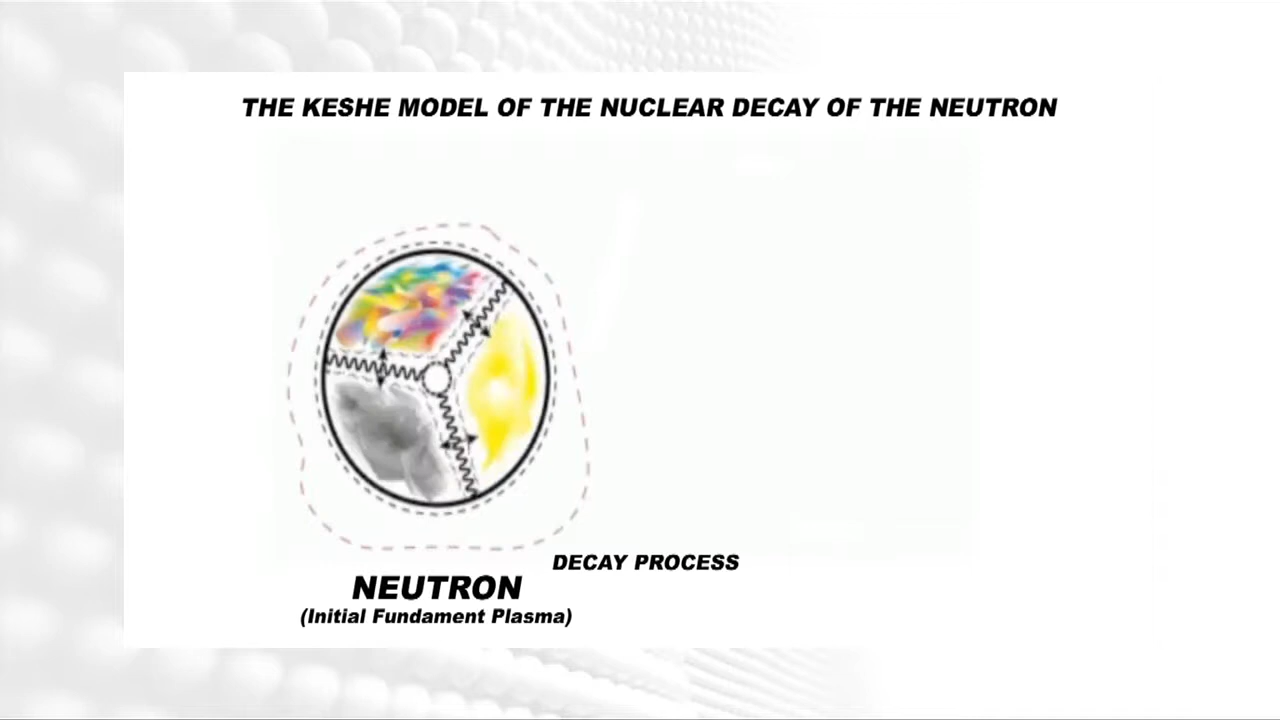 THE KESHE MODEL OF THE NUCLEAR DECAY OF THE NEUTRON
DECAY PROCESS
NEUTRON
(Initial Fundament Plasma)